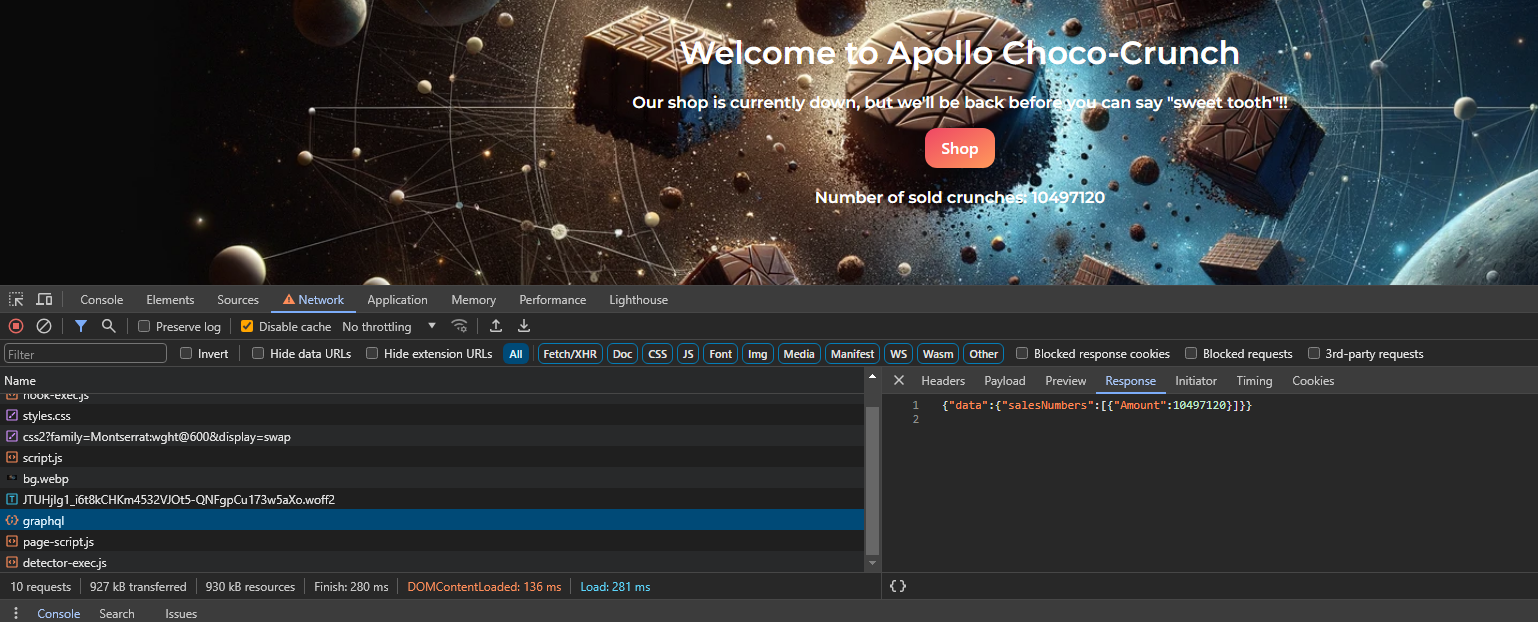 Welcome to Apollo Choco-Crunch
Our shop is currently down, but we'll be back before you can say "sweet tooth"!!
Shop
Number of sold crunches: 10497120
Console Elements Sources Network Application Memory Performance Lighthouse
Preserve log Disable cache No throttling
Filter Invert Hide data URLs Hide extension URLs All Fetch/XHR Doc CSS JS Font Img Media Manifest WS Wasm Other Blocked response cookies Blocked requests 3rd-party requests
Name
hook-exec.js
styles.css
css2?family=Montserrat:wght@600&display=swap
script.js
bg.webp
JTUHjIg1_i6t8kCHKm4532VJOt5-QNFgpCu173w5aXo.woff2
graphql
page-script.js
detector-exec.js
Headers Payload Preview Response Initiator Timing Cookies
1 {"data":{"salesNumbers":[{"Amount":10497120}]}}
2
10 requests 927 kB transferred 930 kB resources Finish: 280 ms DOMContentLoaded: 136 ms Load: 281 ms
{ }
Console Search Issues